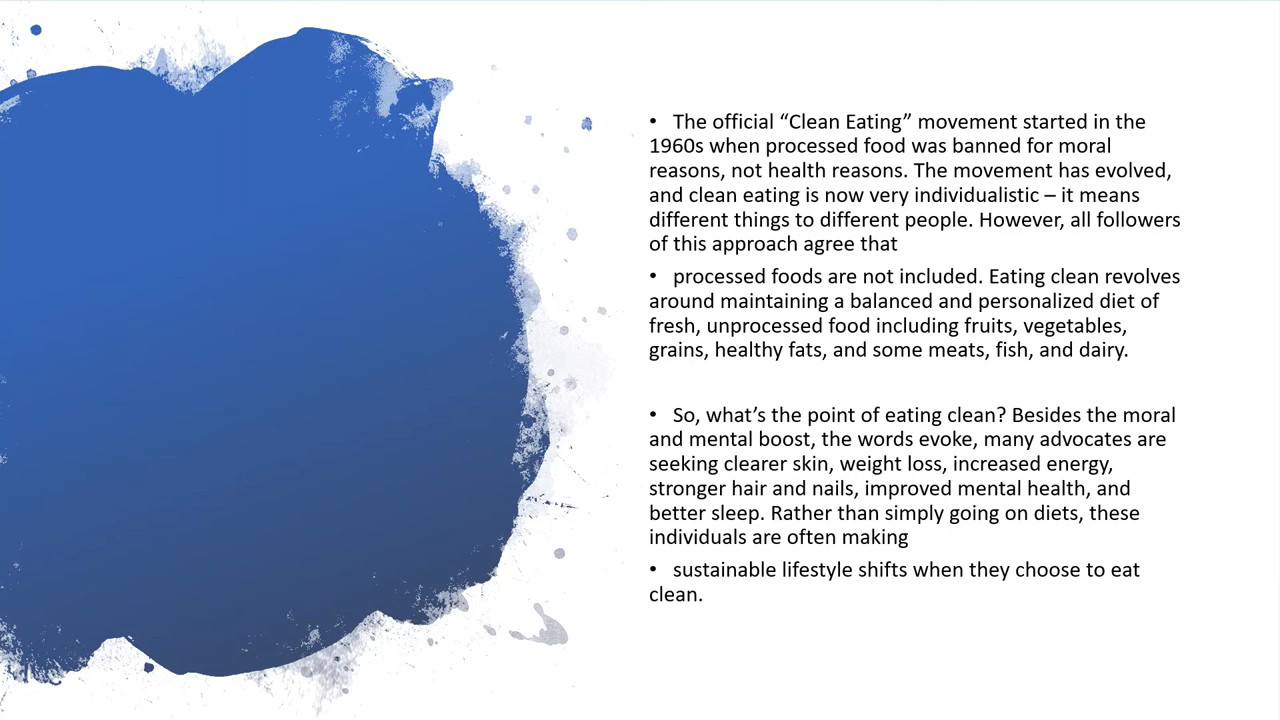 • The official “Clean Eating” movement started in the
1960s when processed food was banned for moral
reasons, not health reasons. The movement has evolved,
and clean eating is now very individualistic – it means
different things to different people. However, all followers
of this approach agree that
• processed foods are not included. Eating clean revolves
around maintaining a balanced and personalized diet of
fresh, unprocessed food including fruits, vegetables,
grains, healthy fats, and some meats, fish, and dairy.
• So, what’s the point of eating clean? Besides the moral
and mental boost, the words evoke, many advocates are
seeking clearer skin, weight loss, increased energy,
stronger hair and nails, improved mental health, and
better sleep. Rather than simply going on diets, these
individuals are often making
• sustainable lifestyle shifts when they choose to eat
clean.